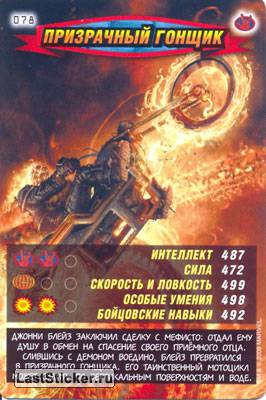 078
ПРИЗРАЧНЫЙ ГОНЩИК
ИНТЕЛЛЕКТ 487
СИЛА 472
СКОРОСТЬ И ЛОВКОСТЬ 499
ОСОБЫЕ УМЕНИЯ 498
БОЙЦОВСКИЕ НАВЫКИ 492
ДЖОННИ БЛЕЙЗ ЗАКЛЮЧИЛ СДЕЛКУ С МЕФИСТО: ОТДАЛ ЕМУ
ДУШУ В ОБМЕН НА СПАСЕНИЕ СВОЕГО ПРИЁМНОГО ОТЦА.
СЛИВШИСЬ С ДЕМОНОМ ВОЕДИНО, БЛЕЙЗ ПРЕВРАТИЛСЯ
В ПРИЗРАЧНОГО ГОНЩИКА. ЕГО ТАИНСТВЕННЫЙ МОТОЦИКЛ
ПОВЕРХНОСТЯМ И ВОДЕ.
LastSticker.ru